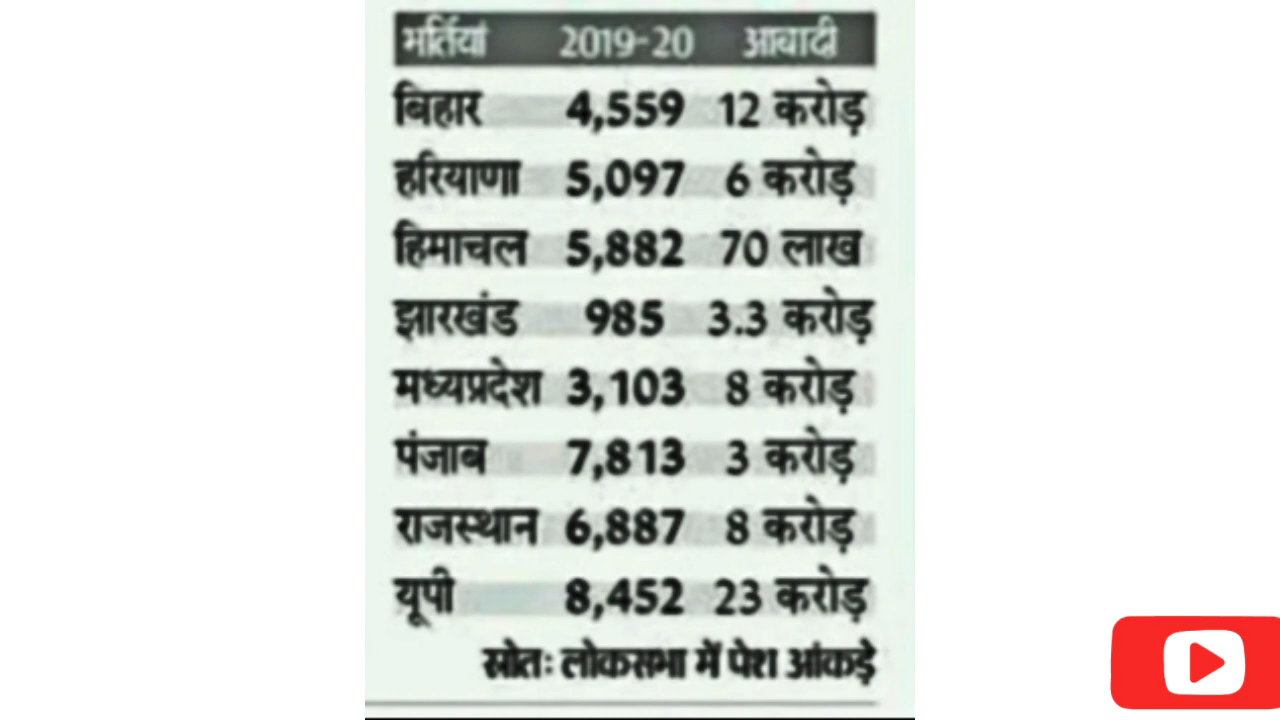 भर्तियां 2019-20 आबादी
बिहार 4,559 12 करोड़
हरियाणा 5,097 6 करोड़
हिमाचल 5,882 70 लाख
झारखंड 985 3.3 करोड़
मध्यप्रदेश 3,103 8 करोड़
पंजाब 7,813 3 करोड़
राजस्थान 6,887 8 करोड़
यूपी 8,452 23 करोड़
स्रोतः लोकसभा में पेश आंकड़े